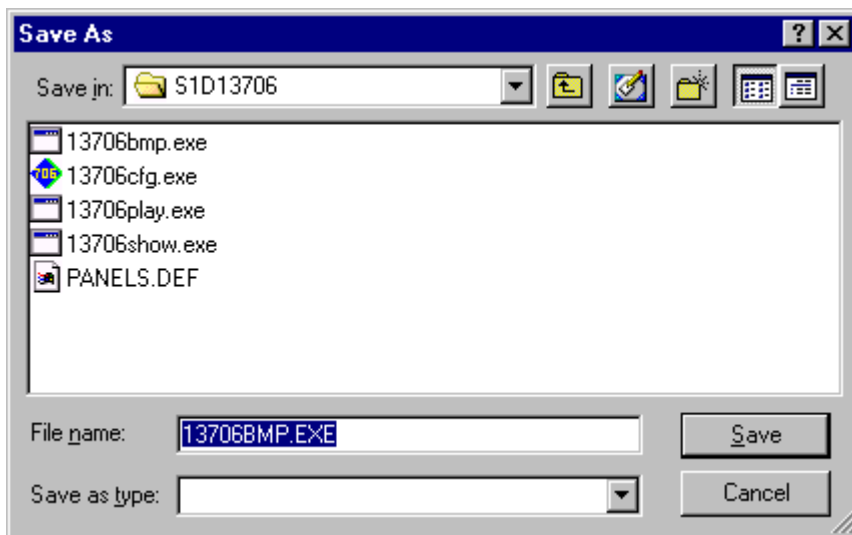 Save As
Save in: S1D13706
13706bmp.exe
706 13706cfg.exe
13706play.exe
13706show.exe
PANELS.DEF
File name: 13706BMP.EXE Save
Save as type: Cancel